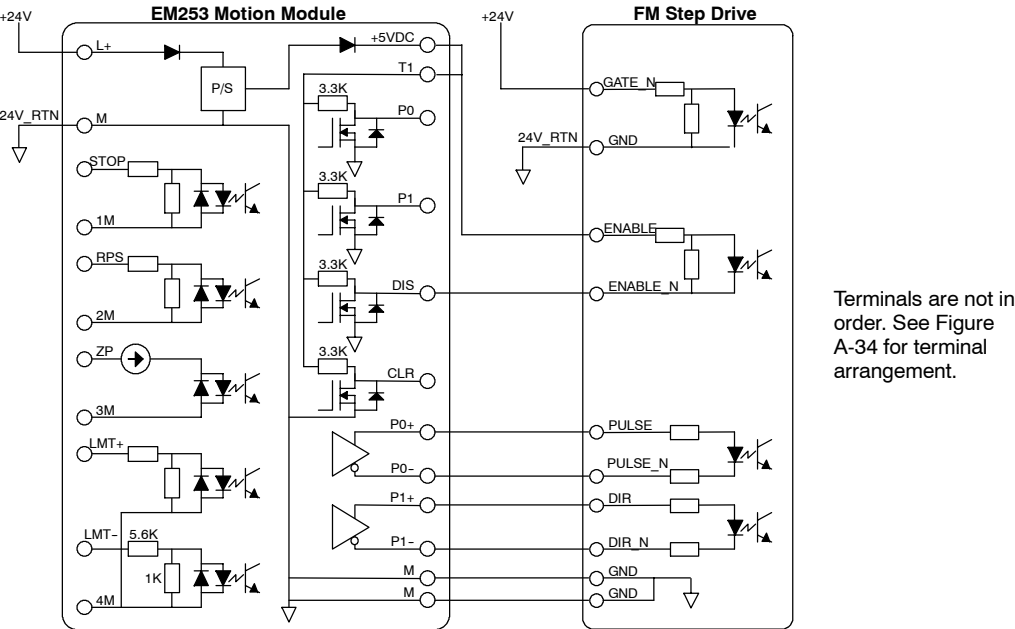 EM253 Motion Module
FM Step Drive
+24V
L+
P/S
+5VDC
T1
3.3K
P0
24V_RTN
M
STOP
1M
3.3K
P1
RPS
2M
3.3K
DIS
ZP
3M
3.3K
CLR
LMT+
P0+
P0−
P1+
P1−
LMT−
5.6K
1K
4M
M
M
+24V
GATE_N
24V_RTN
GND
ENABLE
ENABLE_N
PULSE
PULSE_N
DIR
DIR_N
GND
GND
Terminals are not in
order. See Figure
A-34 for terminal
arrangement.